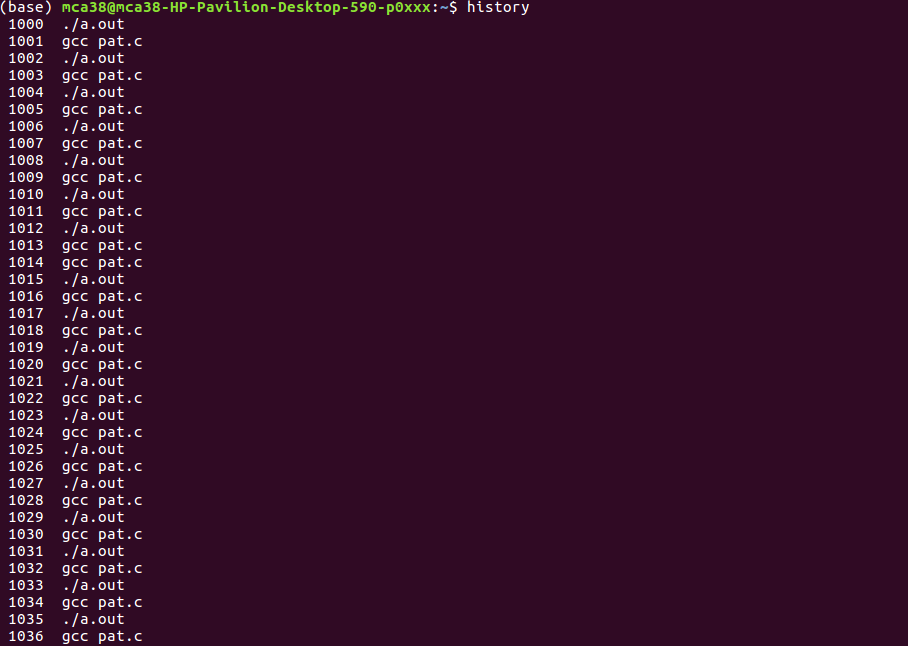 (base) mca38@mca38-HP-Pavilion-Desktop-590-p0xxx:~$ history
1000 ./a.out
1001 gcc pat.c
1002 ./a.out
1003 gcc pat.c
1004 ./a.out
1005 gcc pat.c
1006 ./a.out
1007 gcc pat.c
1008 ./a.out
1009 gcc pat.c
1010 ./a.out
1011 gcc pat.c
1012 ./a.out
1013 gcc pat.c
1014 gcc pat.c
1015 ./a.out
1016 gcc pat.c
1017 ./a.out
1018 gcc pat.c
1019 ./a.out
1020 gcc pat.c
1021 ./a.out
1022 gcc pat.c
1023 ./a.out
1024 gcc pat.c
1025 ./a.out
1026 gcc pat.c
1027 ./a.out
1028 gcc pat.c
1029 ./a.out
1030 gcc pat.c
1031 ./a.out
1032 gcc pat.c
1033 ./a.out
1034 gcc pat.c
1035 ./a.out
1036 gcc pat.c